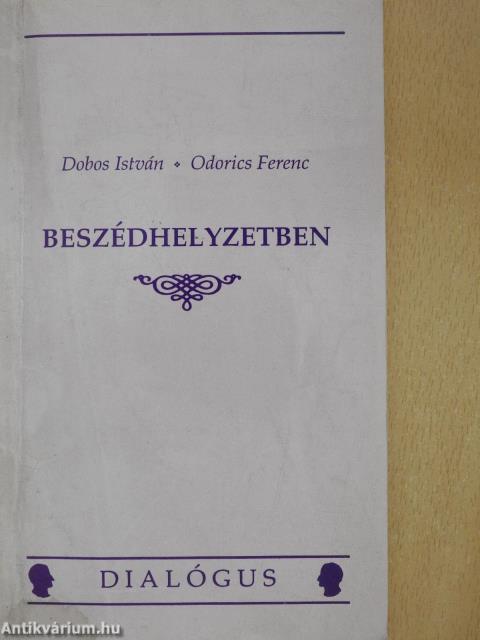 Dobos István ❖ Odorics Ferenc
BESZÉDHELYZETBEN
DIALÓGUS
Antikvárium.hu